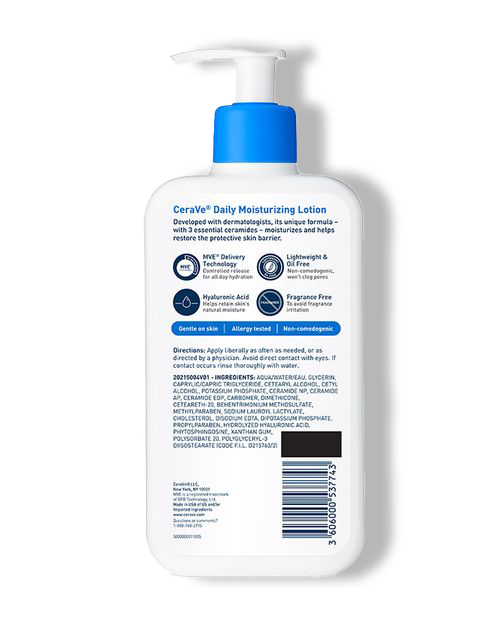 CeraVe® Daily Moisturizing Lotion
Developed with dermatologists, its unique formula –
with 3 essential ceramides – moisturizes and helps
restore the protective skin barrier.
MVE
MVE® Delivery
Technology
Controlled release
for all day hydration
Lightweight &
Oil Free
Non-comedogenic,
won't clog pores
Hyaluronic Acid
Helps retain skin's
natural moisture
FRAGRANCE
Fragrance Free
To avoid fragrance
irritation
Gentle on skin | Allergy tested | Non-comedogenic
Directions: Apply liberally as often as needed, or as
directed by a physician. Avoid direct contact with eyes. If
contact occurs rinse thoroughly with water.
2021S004V01 - INGREDIENTS: AQUA/WATER/EAU, GLYCERIN,
CAPRYLIC/CAPRIC TRIGLYCERIDE, CETEARYL ALCOHOL, CETYL
ALCOHOL, POTASSIUM PHOSPHATE, CERAMIDE NP, CERAMIDE
AP, CERAMIDE EOP, CARBOMER, DIMETHICONE,
CETEARETH-20, BEHENTRIMONIUM METHOSULFATE,
METHYLPARABEN, SODIUM LAUROYL LACTYLATE,
CHOLESTEROL, DISODIUM EDTA, DIPOTASSIUM PHOSPHATE,
PROPYLPARABEN, HYDROLYZED HYALURONIC ACID,
PHYTOSPHINGOSINE, XANTHAN GUM,
POLYSORBATE 20, POLYGLYCERYL-3
DIISOSTEARATE (CODE F.I.L. D215763/2)
CeraVe® LLC,
New York, NY 10001
MVE is a registered trademark
of DFB Technology, Ltd.
Made in USA of US and/or
Imported Ingredients
www.cerave.com
Questions or comments?
1-888-768-2915
3 606000 537743